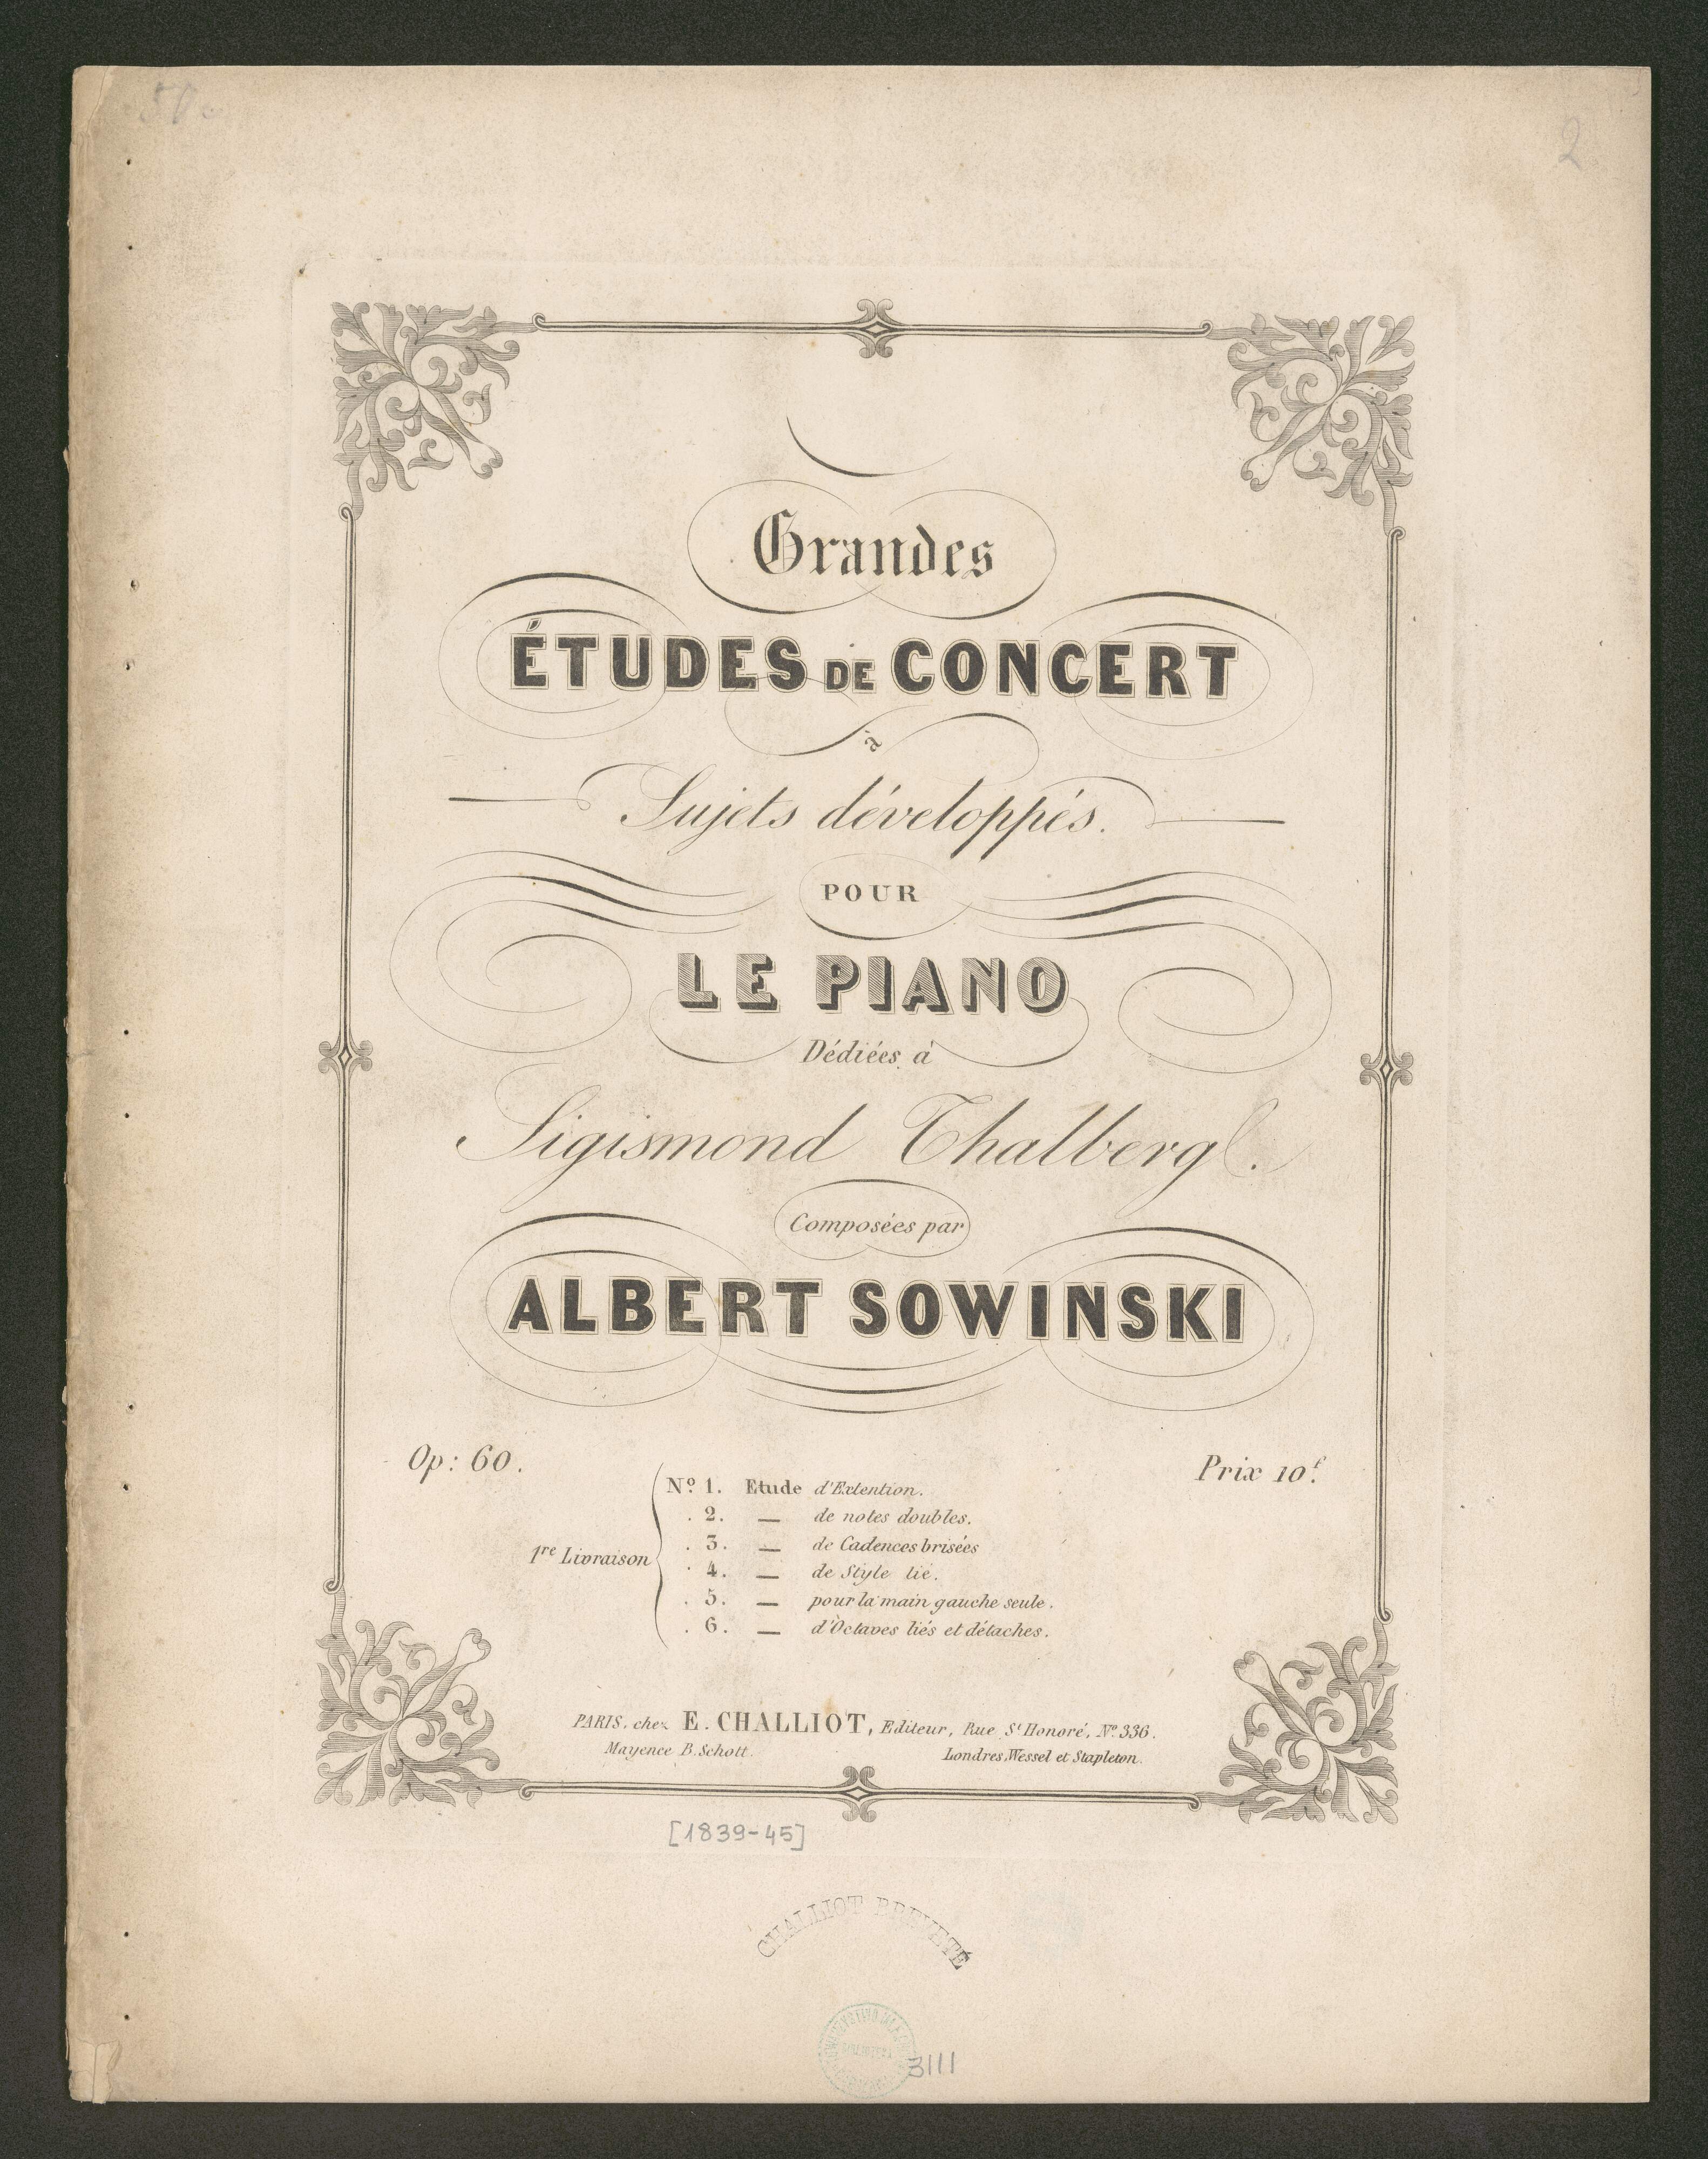 2
Grandes
ÉTUDES DE CONCERT
à
Sujets développés.
POUR
LE PIANO
Dédiées à
Sigismond Thalberg.
Composées par
ALBERT SOWINSKI
Op: 60.
Prix 10.f
1re Livraison
No. 1. Etude d'Extention.
. 2. — de notes doubles.
. 3. — de Cadences brisées
. 4. — de Style lié.
. 5. — pour la main gauche seule.
. 6. — d'Octaves liés et détaches.
PARIS, chez E. CHALLIOT, Editeur, Rue St Honoré, No. 336.
Mayence B. Schott.
Londres, Wessel et Stapleton.
[1839-45]
CHALLIOT BREVETÉ
3111